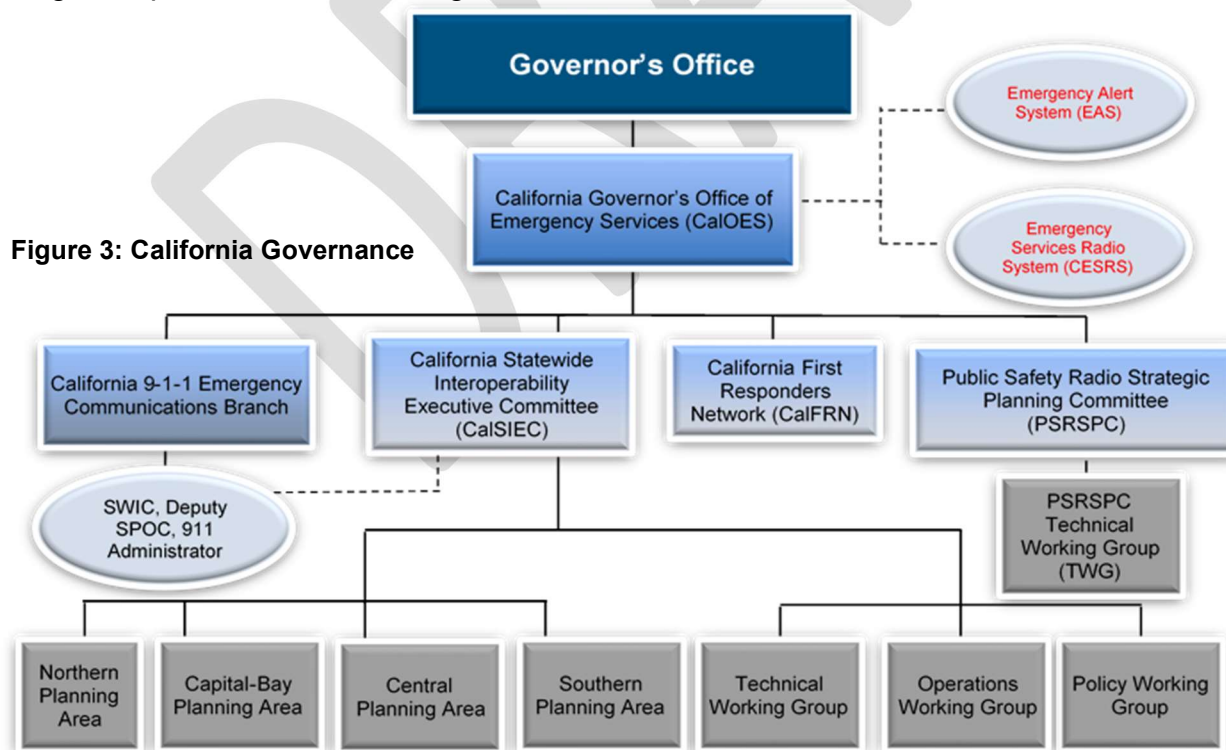 Governor's Office
Emergency Alert
System (EAS)
California Governor's Office of
Emergency Services (CalOES)
Emergency
Services Radio
System (CESRS)
Figure 3: California Governance
California 9-1-1 Emergency
Communications Branch
California Statewide
Interoperability
Executive Committee
(CalSIEC)
California First
Responders
Network (CalFRN)
Public Safety Radio Strategic
Planning Committee
(PSRSPC)
SWIC, Deputy
SPOC, 911
Administrator
PSRSPC
Technical
Working Group
(TWG)
Northern
Planning
Area
Capital-Bay
Planning Area
Central
Planning Area
Southern
Planning Area
Technical
Working Group
Operations
Working Group
Policy Working
Group